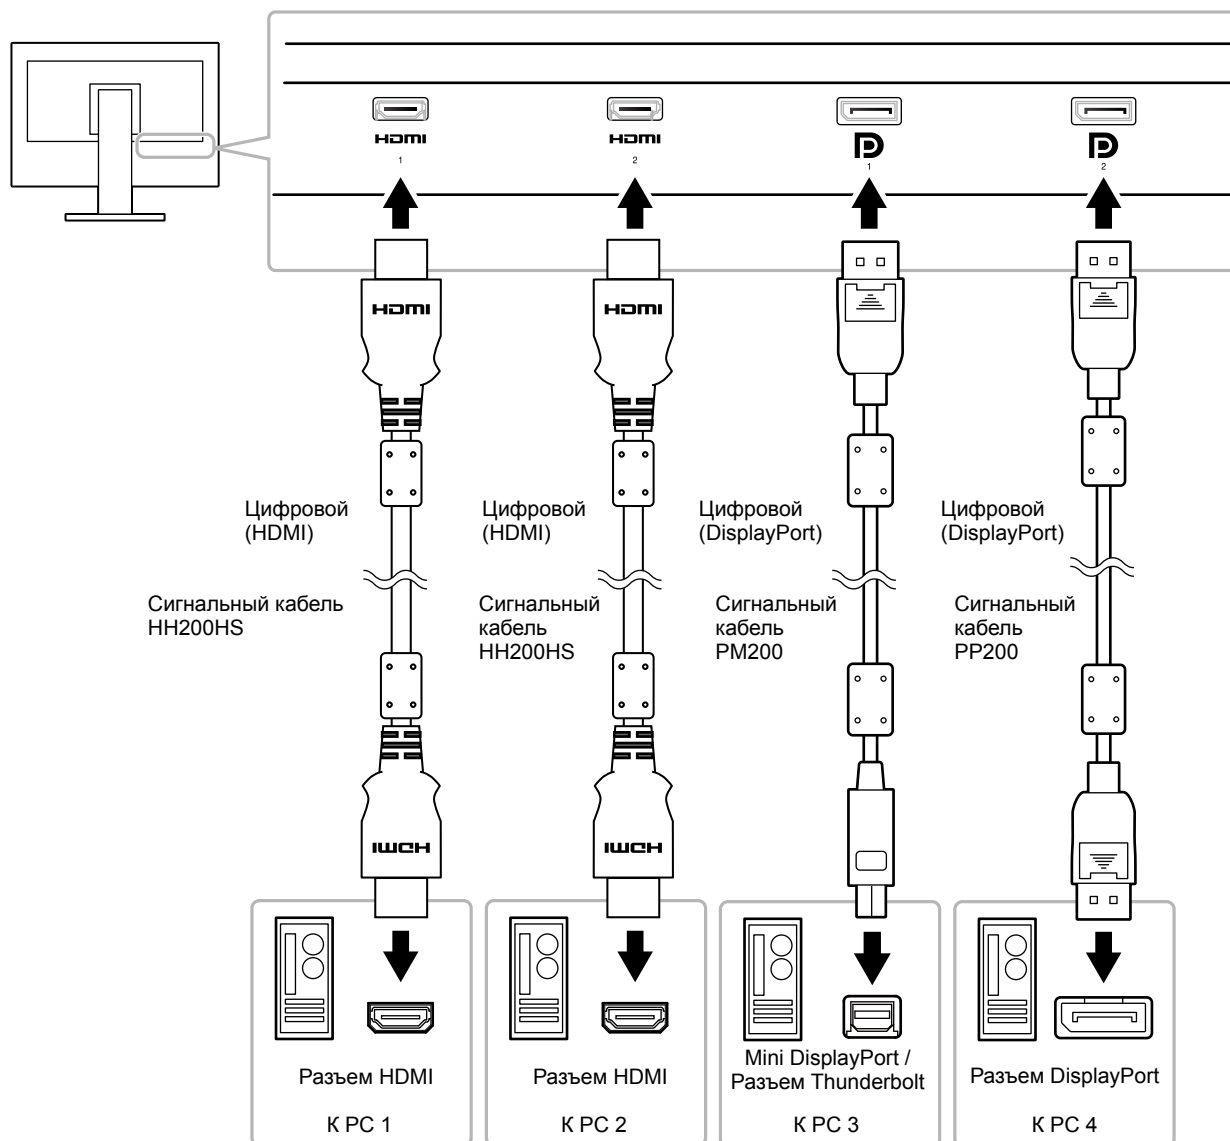 HDMI
1
HDMI
2
D
1
D
2
HDMI
HDMI
Цифровой
(HDMI)
Цифровой
(HDMI)
Цифровой
(DisplayPort)
Цифровой
(DisplayPort)
Сигнальный кабель
HH200HS
Сигнальный
кабель
HH200HS
Сигнальный
кабель
PM200
Сигнальный
кабель
PP200
HDMI
HDMI
Разъем HDMI
К PC 1
Разъем HDMI
К PC 2
Mini DisplayPort /
Разъем Thunderbolt
К PC 3
Разъем DisplayPort
К PC 4